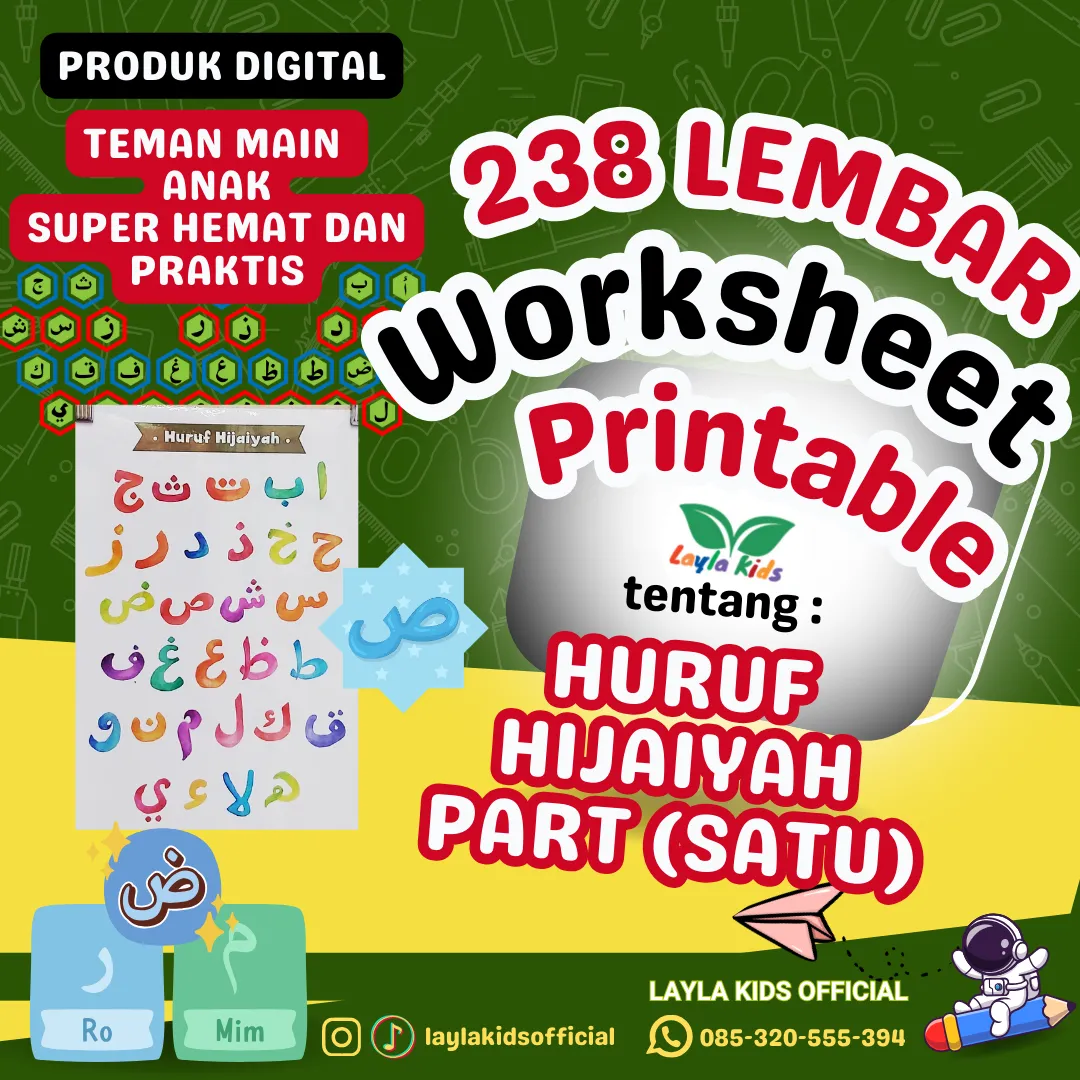 PRODUK DIGITAL
TEMAN MAIN
ANAK
SUPER HEMAT DAN
PRAKTIS
238 LEMBAR
Worksheet
Printable
Layla Kids
tentang :
HURUF
HIJAIYAH
PART (SATU)
ج ث ب أ
ش س ز ر ذ د
ك ق ف غ ع ظ ط ض
ي ل
Huruf Hijaiyah
ا ب ت ث ج
ح خ ذ د ر ز
س ش ص ض
ط ظ ع غ ف
ق ك ل م ن و
ه لا ء ي
ص
ض
ر
Ro
م
Mim
LAYLA KIDS OFFICIAL
laylakidsofficial
085-320-555-394